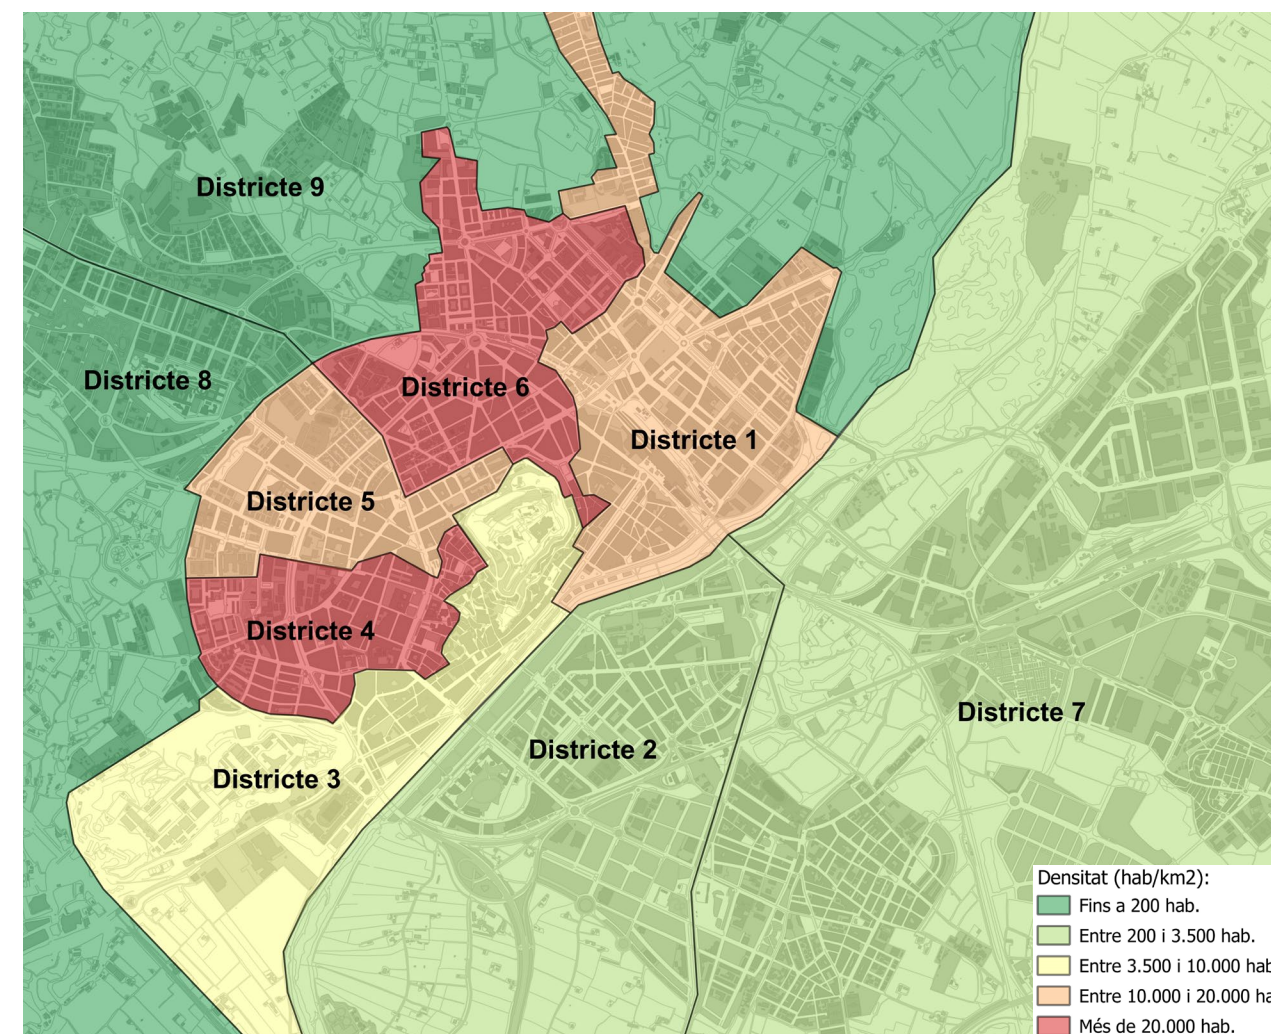 Districte 9
Districte 8
Districte 6
Districte 1
Districte 5
Districte 4
Districte 7
Districte 2
Districte 3
Densitat (hab/km2):
Fins a 200 hab.
Entre 200 i 3.500 hab.
Entre 3.500 i 10.000 hab
Entre 10.000 i 20.000 ha
Més de 20.000 hab.